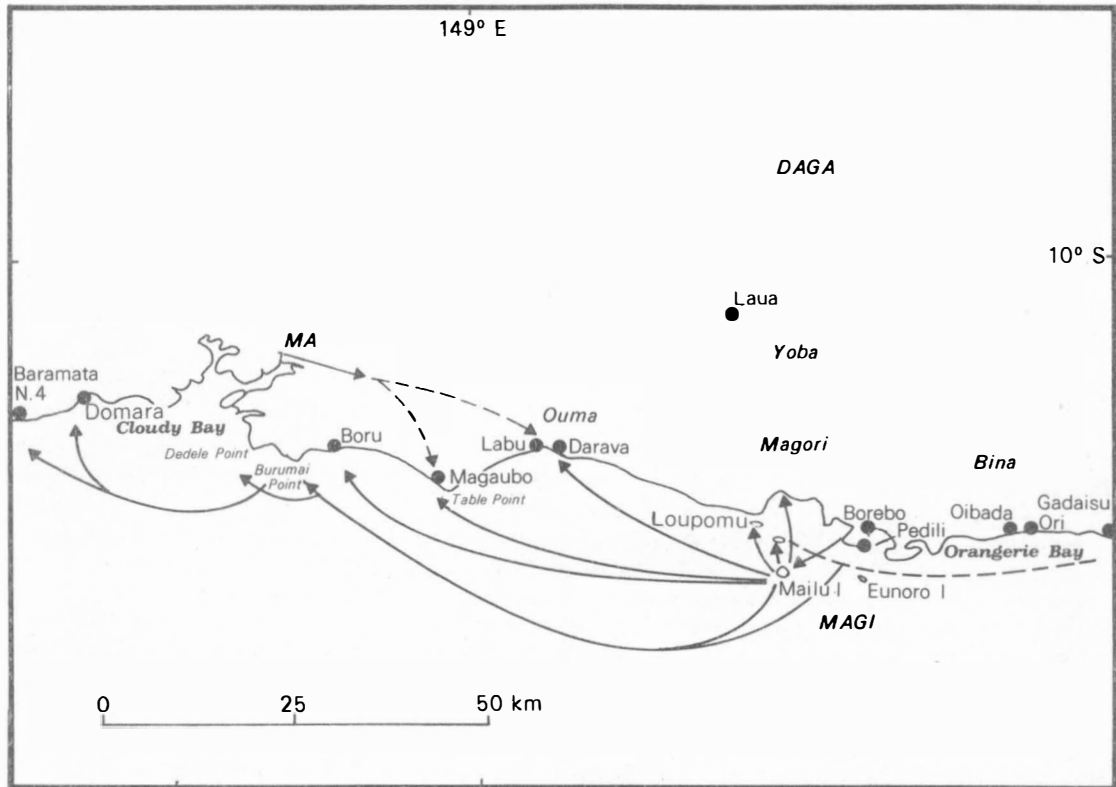 149° E
DAGA
10° S
Laua
MA
Yoba
Baramata
N.4
Domara
Cloudy Bay
Ouma
Boru
Labu
Darava
Dedele Point
Burumai
Point
Magaubo
Table Point
Magori
Bina
Loupomu
Borebo
Pedili
Oibada
Gadaisu
Ori
Orangerie Bay
Mailu I
Eunoro I
MAGI
0 25 50 km